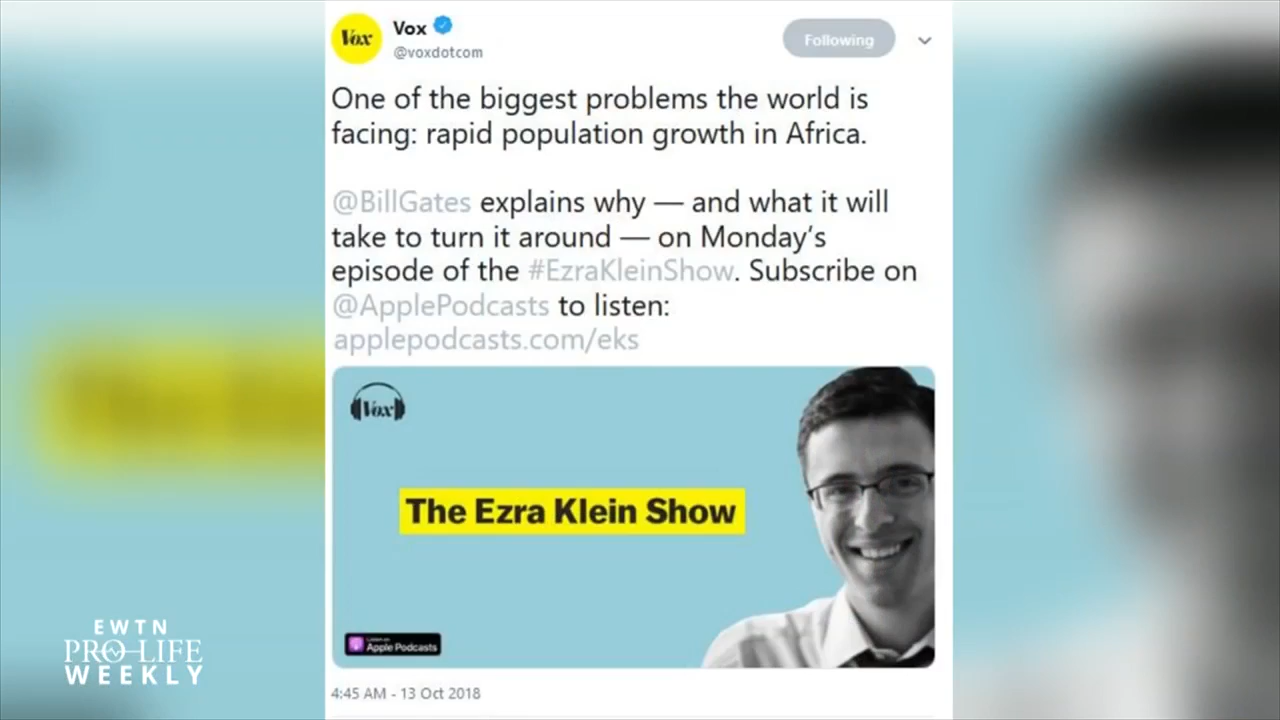 Vox
Vox
@voxdotcom
Following
One of the biggest problems the world is
facing: rapid population growth in Africa.
@BillGates explains why — and what it will
take to turn it around — on Monday's
episode of the #EzraKleinShow. Subscribe on
@ApplePodcasts to listen:
applepodcasts.com/eks
Vox
The Ezra Klein Show
Listen on
Apple Podcasts
4:45 AM - 13 Oct 2018
EWTN
PRO-LIFE
WEEKLY